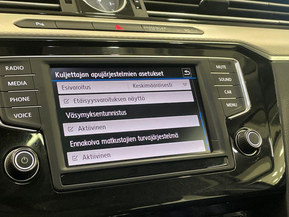 Kuljettajan apujärjestelmien asetukset
Esivaroitus Keskimääräisesti
Etäisyysvaroituksen näyttö
Väsymyksentunnistus
Aktiivinen
Ennakoiva matkustajien turvajärjestelmä
Aktiivinen
RADIO
MEDIA
PHONE
VOICE
MUTE
SOUND
CAR
MENU